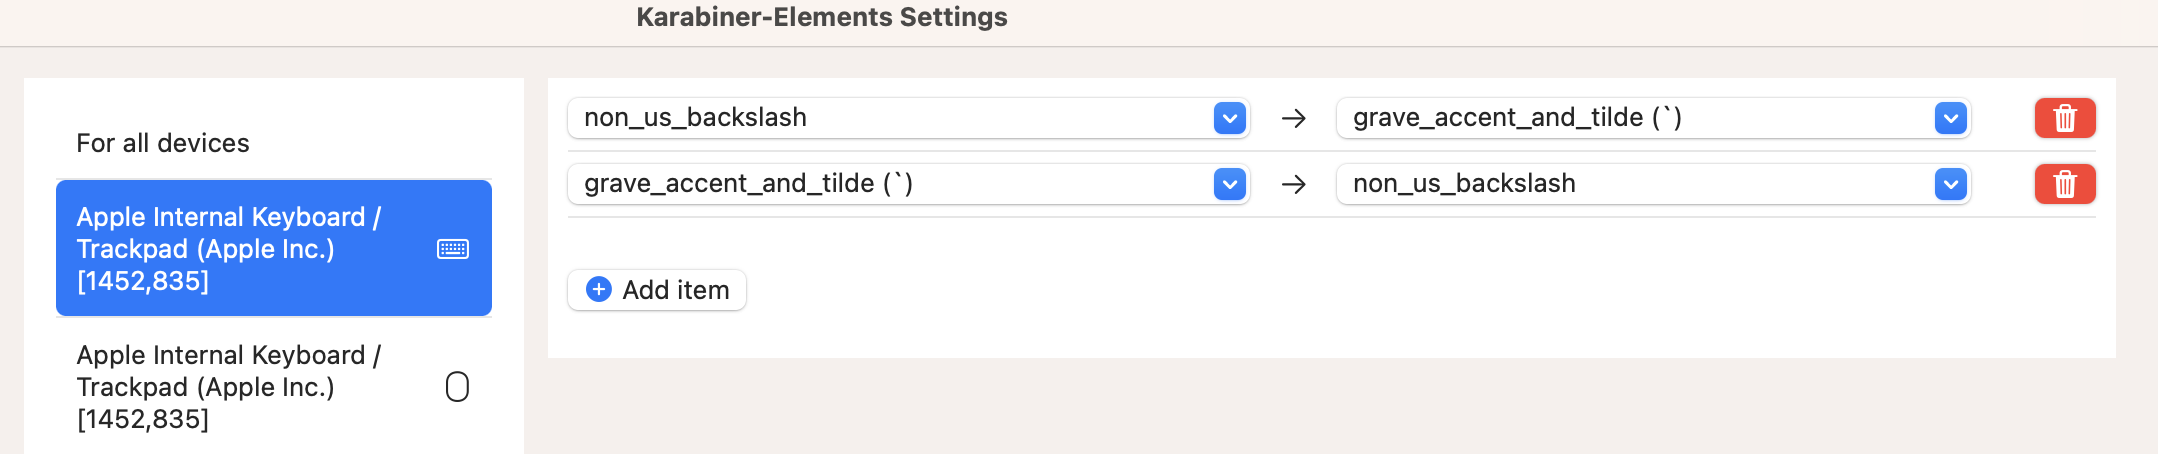 Karabiner-Elements Settings
For all devices
Apple Internal Keyboard /
Trackpad (Apple Inc.)
[1452,835]
Apple Internal Keyboard /
Trackpad (Apple Inc.)
[1452,835]
non_us_backslash → grave_accent_and_tilde (`)
grave_accent_and_tilde (`) → non_us_backslash
Add item